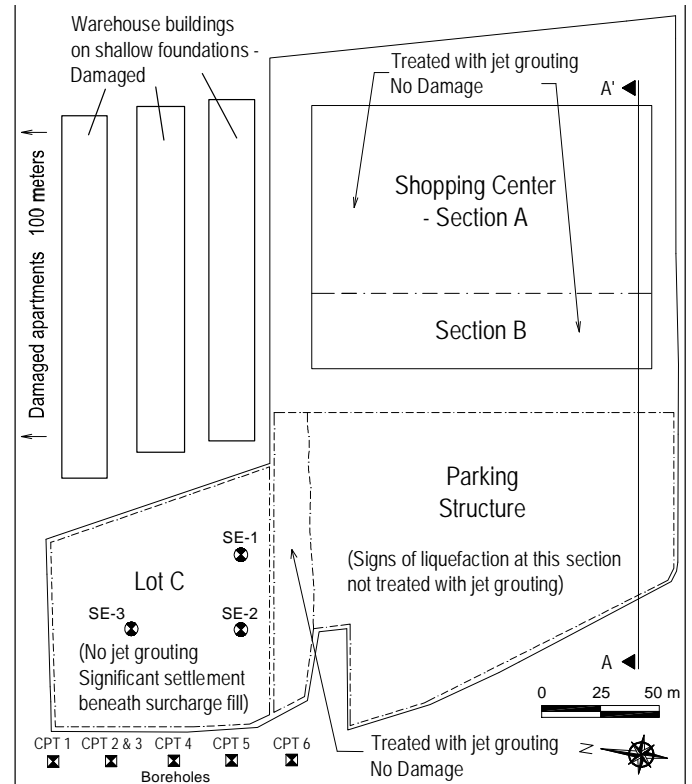 Warehouse buildings
on shallow foundations -
Damaged
Treated with jet grouting
No Damage
A'
Damaged apartments 100 meters
Shopping Center
- Section A
Section B
Parking
Structure
(Signs of liquefaction at this section
not treated with jet grouting)
SE-1
Lot C
SE-3
SE-2
(No jet grouting
Significant settlement
beneath surcharge fill)
A
0 25 50 m
CPT 1 CPT 2 & 3 CPT 4 CPT 5 CPT 6
Boreholes
Treated with jet grouting
No Damage
N